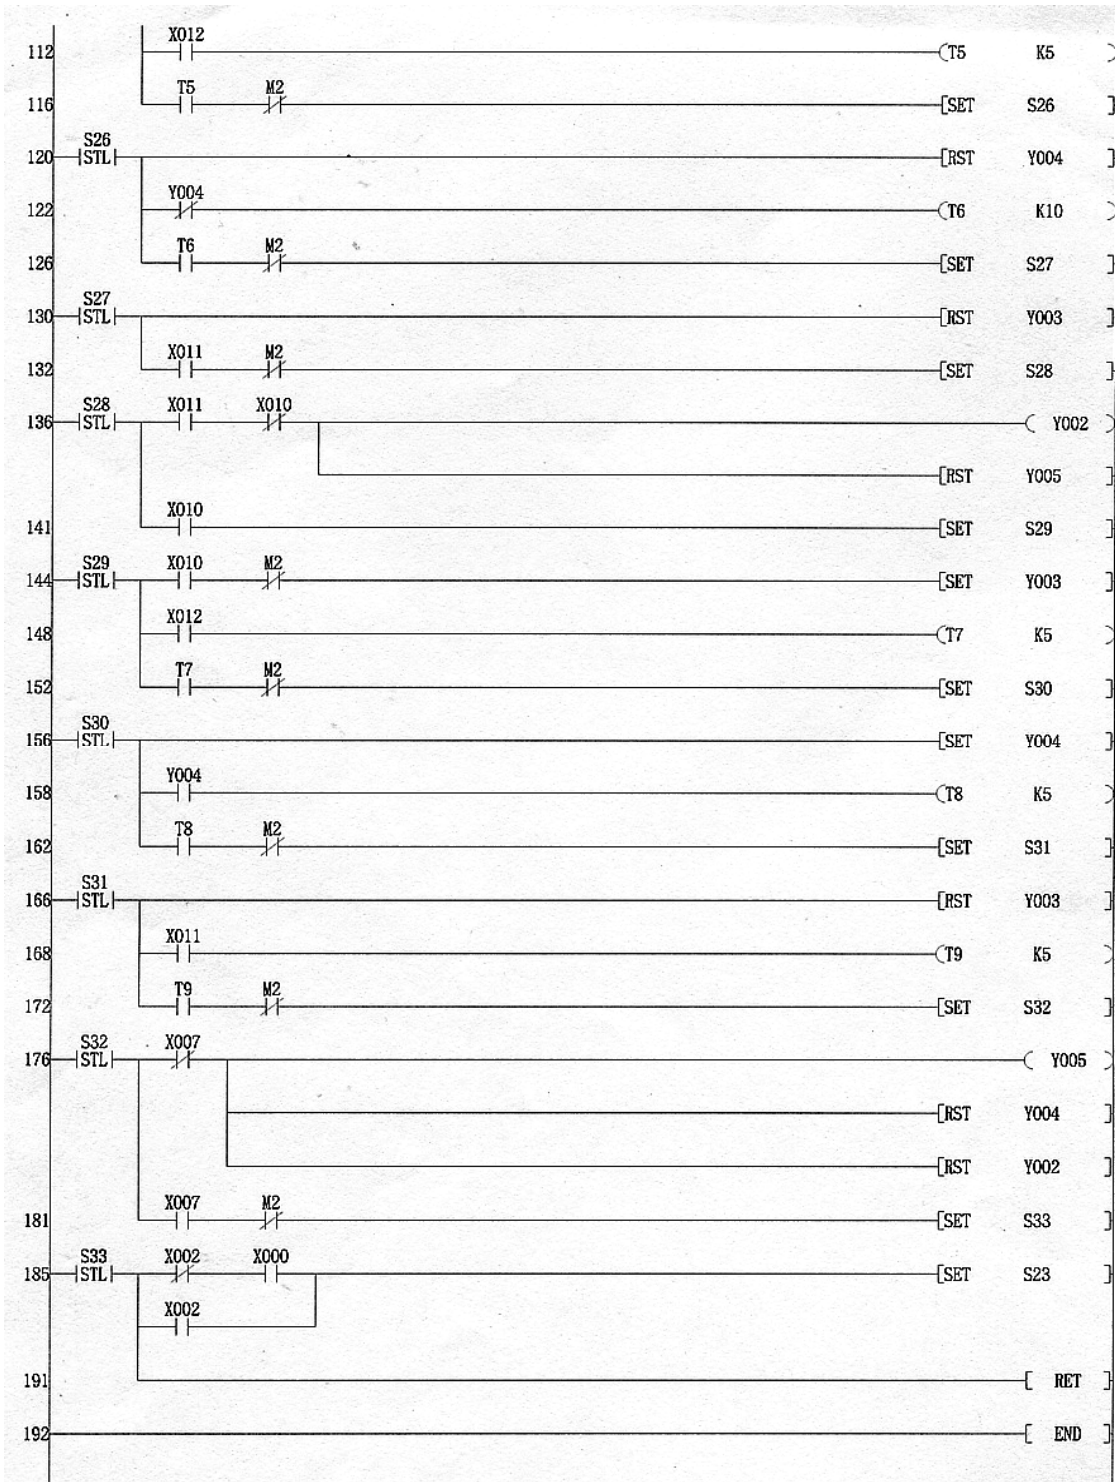 X012
112 T5 K5
T5 M2
116 SET S26
S26
120 STL RST Y004
Y004
122 T6 K10
T6 M2
126 SET S27
S27
130 STL RST Y003
X011 M2
132 SET S28
S28 X011 X010
136 STL Y002
RST Y005
X010
141 SET S29
S29 X010 M2
144 STL SET Y003
X012
148 T7 K5
T7 M2
152 SET S30
S30
156 STL SET Y004
Y004
158 T8 K5
T8 M2
162 SET S31
S31
166 STL RST Y003
X011
168 T9 K5
T9 M2
172 SET S32
S32 X007
176 STL Y005
RST Y004
RST Y002
X007 M2
181 SET S33
S33 X002 X000
185 STL SET S23
X002
191 RET
192 END